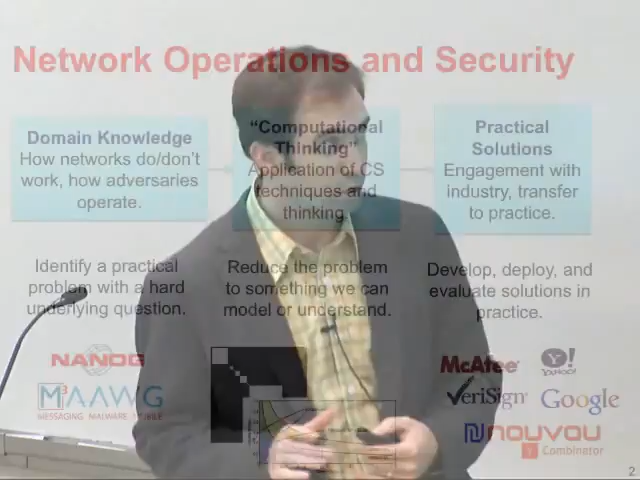 Network Operations and Security
Domain Knowledge
How networks do/don't
work, how adversaries
operate.
"Computational
Thinking"
Application of CS
techniques and
thinking.
Practical
Solutions
Engagement with
industry, transfer
to practice.
Identify a practical
problem with a hard
underlying question.
Reduce the problem
to something we can
model or understand.
Develop, deploy, and
evaluate solutions in
practice.
NANOG
M3AAWG
MESSAGING MALWARE MOBILE
McAfee
Y!
YAHOO!
VeriSign
Google
nouvou
Y Combinator
2